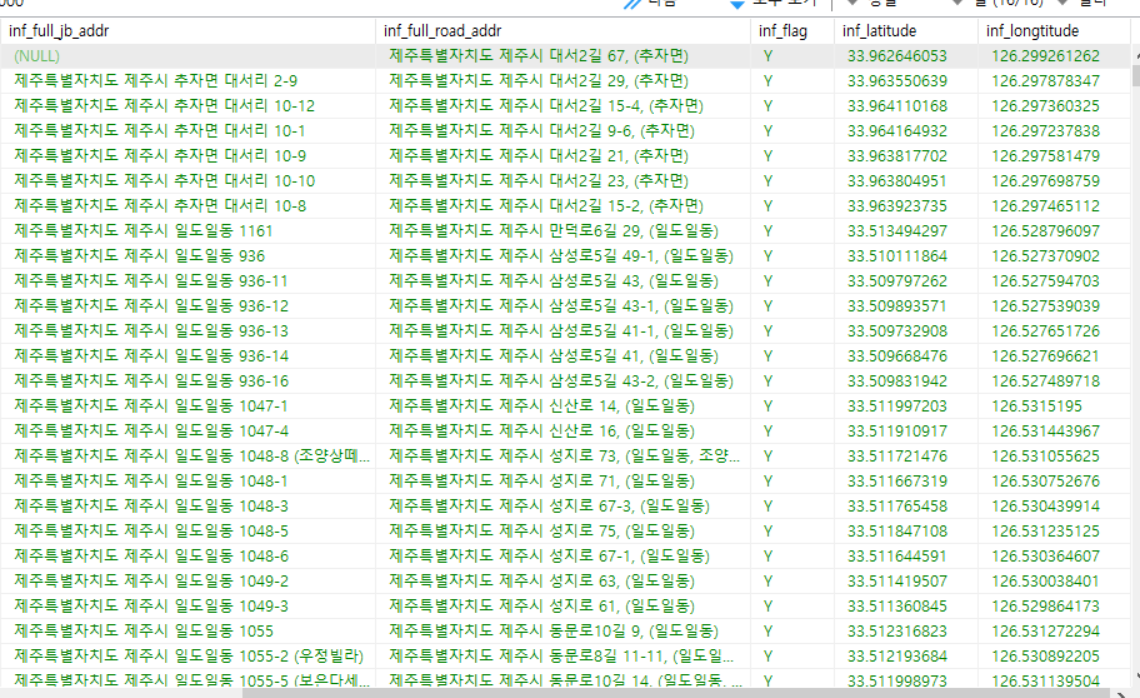 000 다음 모두 보기 정렬 열 (16/16) 필터
inf_full_jb_addr inf_full_road_addr inf_flag inf_latitude inf_longtitude
(NULL) 제주특별자치도 제주시 대서2길 67, (추자면) Y 33.962646053 126.299261262
제주특별자치도 제주시 추자면 대서리 2-9 제주특별자치도 제주시 대서2길 29, (추자면) Y 33.963550639 126.297878347
제주특별자치도 제주시 추자면 대서리 10-12 제주특별자치도 제주시 대서2길 15-4, (추자면) Y 33.964110168 126.297360325
제주특별자치도 제주시 추자면 대서리 10-1 제주특별자치도 제주시 대서2길 9-6, (추자면) Y 33.964164932 126.297237838
제주특별자치도 제주시 추자면 대서리 10-9 제주특별자치도 제주시 대서2길 21, (추자면) Y 33.963817702 126.297581479
제주특별자치도 제주시 추자면 대서리 10-10 제주특별자치도 제주시 대서2길 23, (추자면) Y 33.963804951 126.297698759
제주특별자치도 제주시 추자면 대서리 10-8 제주특별자치도 제주시 대서2길 15-2, (추자면) Y 33.963923735 126.297465112
제주특별자치도 제주시 일도일동 1161 제주특별자치도 제주시 만덕로6길 29, (일도일동) Y 33.513494297 126.528796097
제주특별자치도 제주시 일도일동 936 제주특별자치도 제주시 삼성로5길 49-1, (일도일동) Y 33.510111864 126.527370902
제주특별자치도 제주시 일도일동 936-11 제주특별자치도 제주시 삼성로5길 43, (일도일동) Y 33.509797262 126.527594703
제주특별자치도 제주시 일도일동 936-12 제주특별자치도 제주시 삼성로5길 43-1, (일도일동) Y 33.509893571 126.527539039
제주특별자치도 제주시 일도일동 936-13 제주특별자치도 제주시 삼성로5길 41-1, (일도일동) Y 33.509732908 126.527651726
제주특별자치도 제주시 일도일동 936-14 제주특별자치도 제주시 삼성로5길 41, (일도일동) Y 33.509668476 126.527696621
제주특별자치도 제주시 일도일동 936-16 제주특별자치도 제주시 삼성로5길 43-2, (일도일동) Y 33.509831942 126.527489718
제주특별자치도 제주시 일도일동 1047-1 제주특별자치도 제주시 신산로 14, (일도일동) Y 33.511997203 126.5315195
제주특별자치도 제주시 일도일동 1047-4 제주특별자치도 제주시 신산로 16, (일도일동) Y 33.511910917 126.531443967
제주특별자치도 제주시 일도일동 1048-8 (조양상떼... 제주특별자치도 제주시 성지로 73, (일도일동, 조양... Y 33.511721476 126.531055625
제주특별자치도 제주시 일도일동 1048-1 제주특별자치도 제주시 성지로 71, (일도일동) Y 33.511667319 126.530752676
제주특별자치도 제주시 일도일동 1048-3 제주특별자치도 제주시 성지로 67-3, (일도일동) Y 33.511765458 126.530439914
제주특별자치도 제주시 일도일동 1048-5 제주특별자치도 제주시 성지로 75, (일도일동) Y 33.511847108 126.531235125
제주특별자치도 제주시 일도일동 1048-6 제주특별자치도 제주시 성지로 67-1, (일도일동) Y 33.511644591 126.530364607
제주특별자치도 제주시 일도일동 1049-2 제주특별자치도 제주시 성지로 63, (일도일동) Y 33.511419507 126.530038401
제주특별자치도 제주시 일도일동 1049-3 제주특별자치도 제주시 성지로 61, (일도일동) Y 33.511360845 126.529864173
제주특별자치도 제주시 일도일동 1055 제주특별자치도 제주시 동문로10길 9, (일도일동) Y 33.512316823 126.531272294
제주특별자치도 제주시 일도일동 1055-2 (우정빌라) 제주특별자치도 제주시 동문로8길 11-11, (일도일... Y 33.512193684 126.530892205
제주특별자치도 제주시 일도일동 1055-5 (보은다세... 제주특별자치도 제주시 동문로10길 14, (일도일동, ... Y 33.511998973 126.531139504